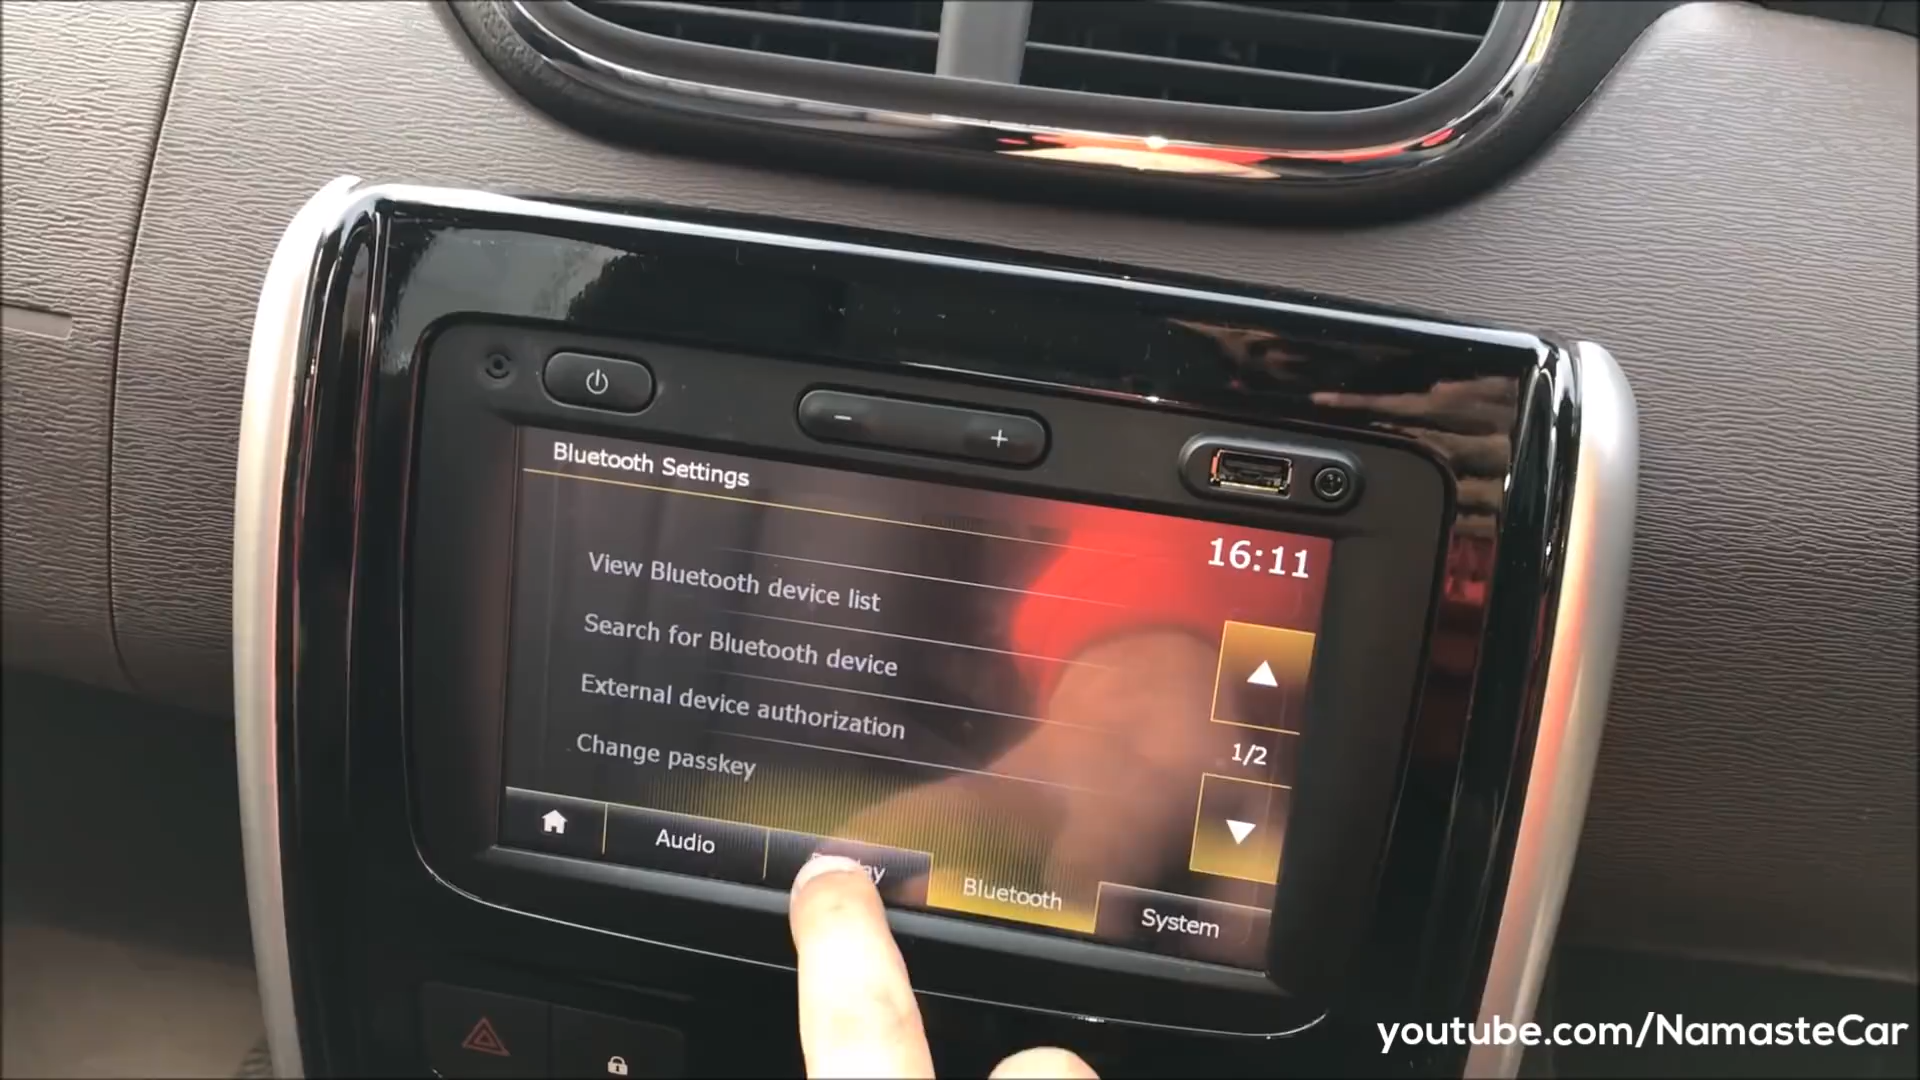 Bluetooth Settings
16:11
View Bluetooth device list
Search for Bluetooth device
External device authorization
Change passkey
1/2
Audio
Bluetooth
System
youtube.com/NamasteCar